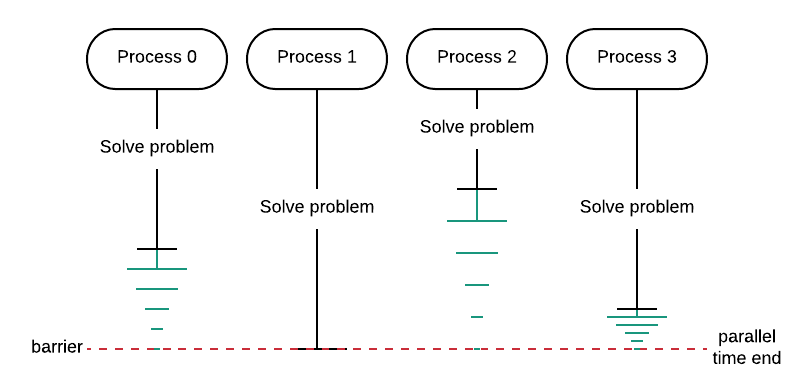 Process 0
Process 1
Process 2
Process 3
Solve problem
Solve problem
Solve problem
Solve problem
barrier
parallel
time end